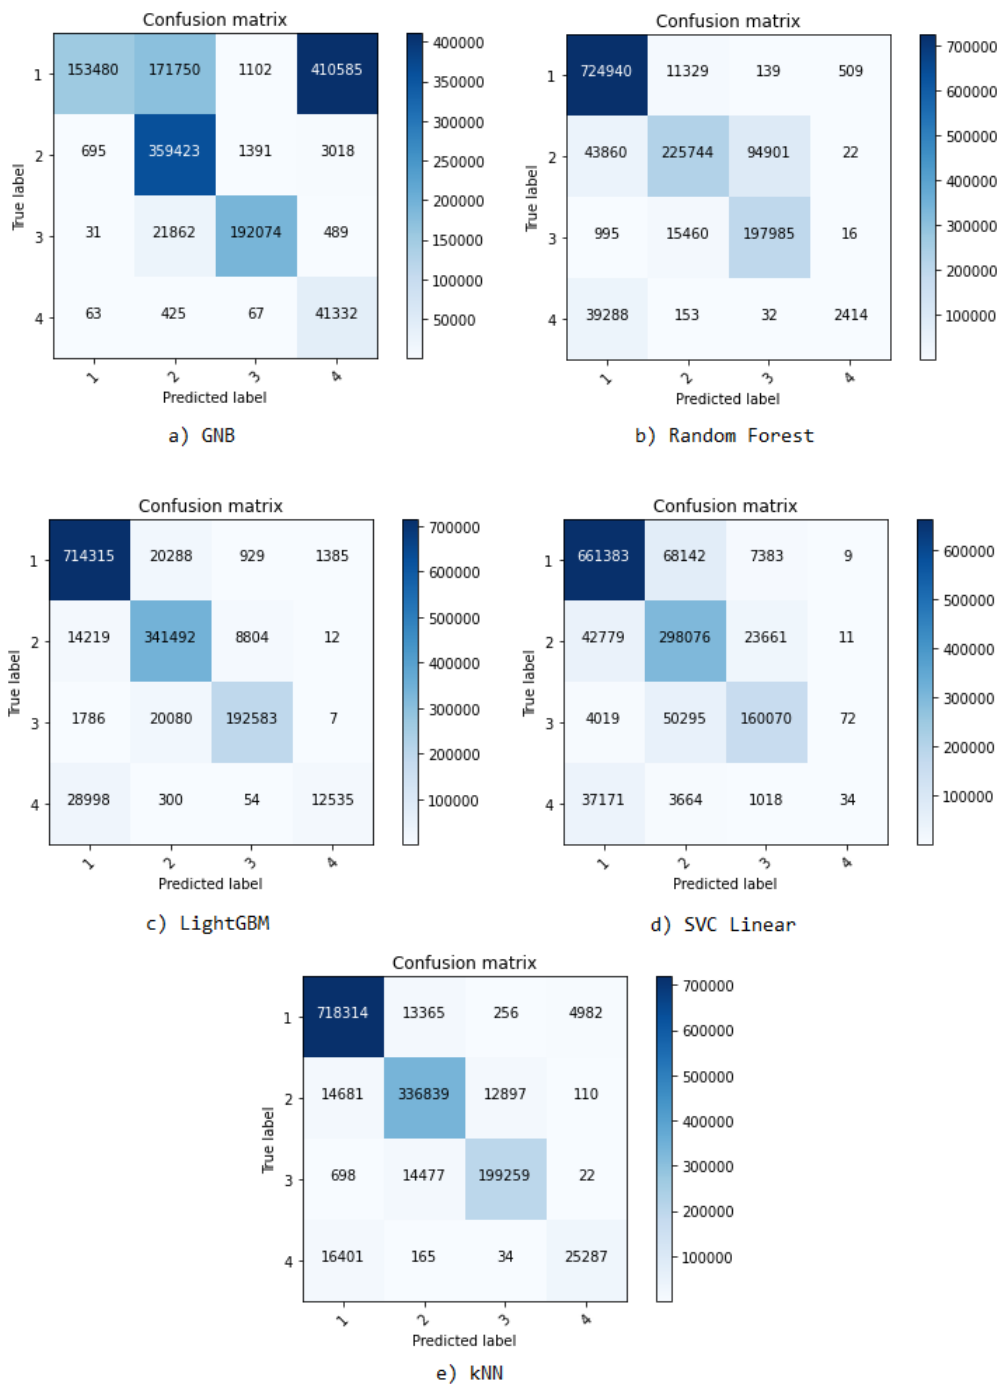 Confusion matrix
True label
1 153480 171750 1102 410585
2 695 359423 1391 3018
3 31 21862 192074 489
4 63 425 67 41332
1 2 3 4
Predicted label
400000
350000
300000
250000
200000
150000
100000
50000
a) GNB
Confusion matrix
True label
1 724940 11329 139 509
2 43860 225744 94901 22
3 995 15460 197985 16
4 39288 153 32 2414
1 2 3 4
Predicted label
700000
600000
500000
400000
300000
200000
100000
b) Random Forest
Confusion matrix
True label
1 714315 20288 929 1385
2 14219 341492 8804 12
3 1786 20080 192583 7
4 28998 300 54 12535
1 2 3 4
Predicted label
700000
600000
500000
400000
300000
200000
100000
c) LightGBM
Confusion matrix
True label
1 661383 68142 7383 9
2 42779 298076 23661 11
3 4019 50295 160070 72
4 37171 3664 1018 34
1 2 3 4
Predicted label
600000
500000
400000
300000
200000
100000
d) SVC Linear
Confusion matrix
True label
1 718314 13365 256 4982
2 14681 336839 12897 110
3 698 14477 199259 22
4 16401 165 34 25287
1 2 3 4
Predicted label
700000
600000
500000
400000
300000
200000
100000
e) kNN